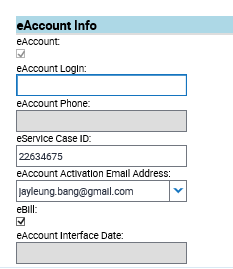 eAccount Info
eAccount:
eAccount Login:
eAccount Phone:
eService Case ID:
22634675
eAccount Activation Email Address:
jayleung.bang@gmail.com
eBill:
eAccount Interface Date: